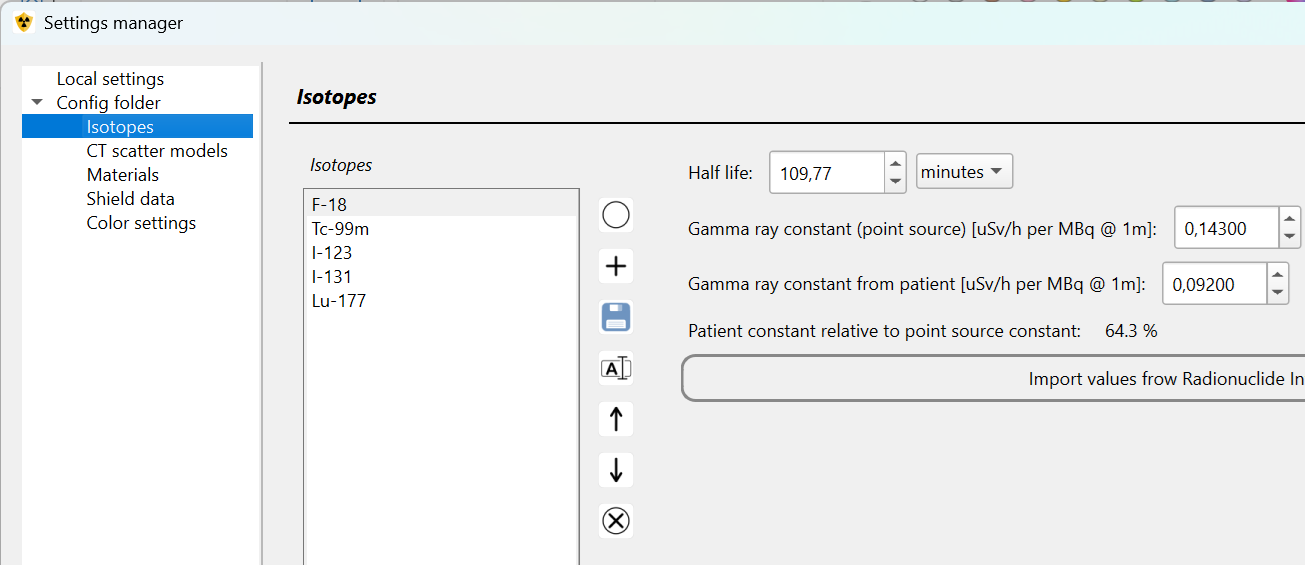 Settings manager
Local settings
Config folder
Isotopes
CT scatter models
Materials
Shield data
Color settings
Isotopes
Isotopes
F-18
Tc-99m
I-123
I-131
Lu-177
A
Half life: 109,77 minutes
Gamma ray constant (point source) [uSv/h per MBq @ 1m]: 0,14300
Gamma ray constant from patient [uSv/h per MBq @ 1m]: 0,09200
Patient constant relative to point source constant: 64.3 %
Import values frow Radionuclide In